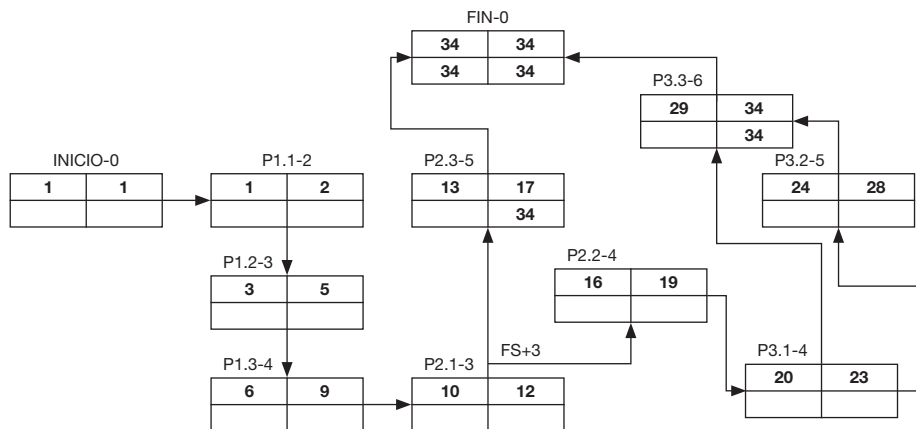 FIN-0
34 34
34 34
P3.3-6
29 34
34
INICIO-0
1 1
P1.1-2
1 2
P2.3-5
13 17
34
P3.2-5
24 28
P1.2-3
3 5
P2.2-4
16 19
FS+3
P1.3-4
6 9
P2.1-3
10 12
P3.1-4
20 23